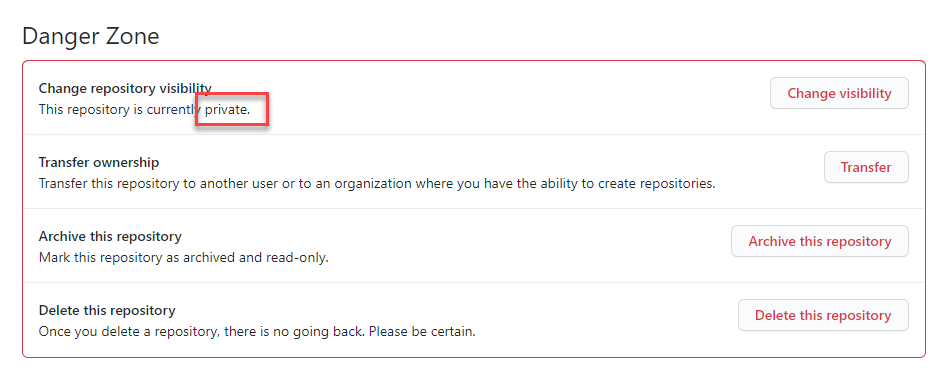 Danger Zone
Change repository visibility
This repository is currently private.
Change visibility
Transfer ownership
Transfer this repository to another user or to an organization where you have the ability to create repositories.
Transfer
Archive this repository
Mark this repository as archived and read-only.
Archive this repository
Delete this repository
Once you delete a repository, there is no going back. Please be certain.
Delete this repository